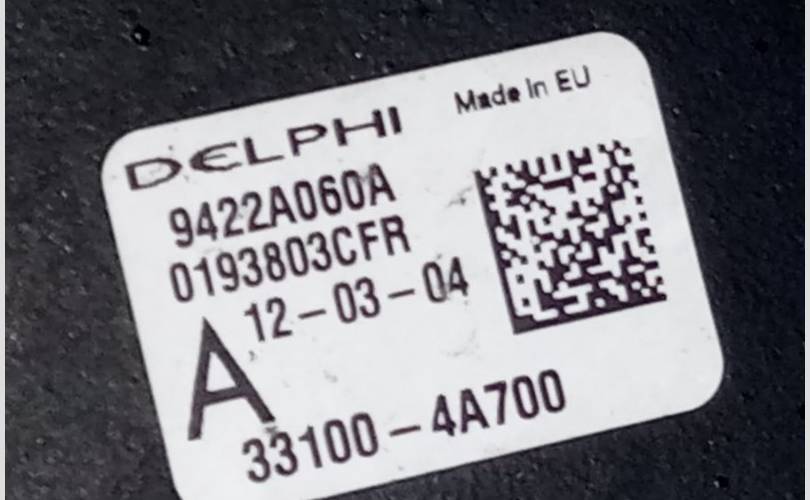 DELPHI
Made In EU
9422A060A
0193803CFR
12-03-04
A
33100-4A700